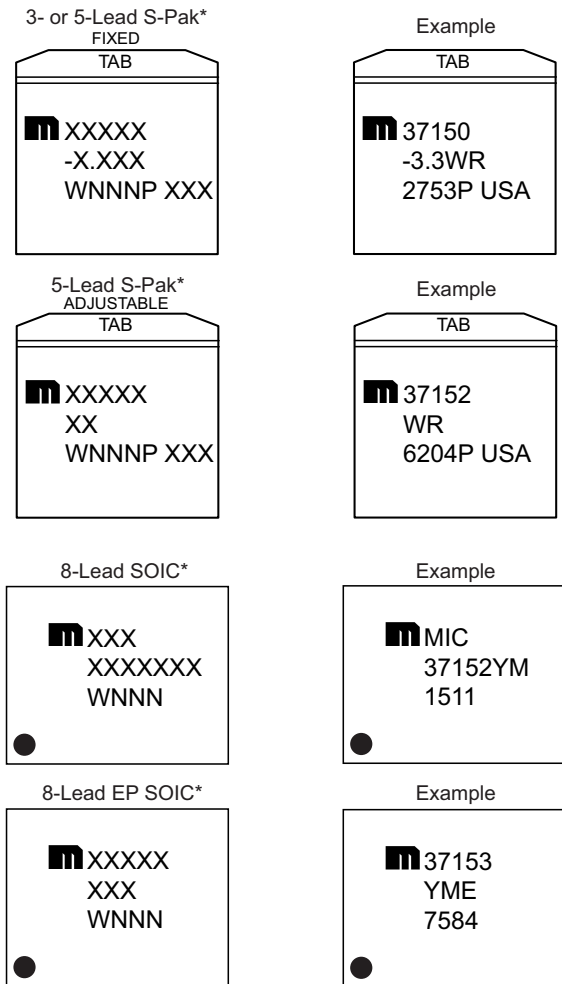 3- or 5-Lead S-Pak*
FIXED
TAB
XXXXX
-X.XXX
WNNNP XXX
Example
TAB
37150
-3.3WR
2753P USA
5-Lead S-Pak*
ADJUSTABLE
TAB
XXXXX
XX
WNNNP XXX
Example
TAB
37152
WR
6204P USA
8-Lead SOIC*
XXX
XXXXXXX
WNNN
Example
MIC
37152YM
1511
8-Lead EP SOIC*
XXXXX
XXX
WNNN
Example
37153
YME
7584